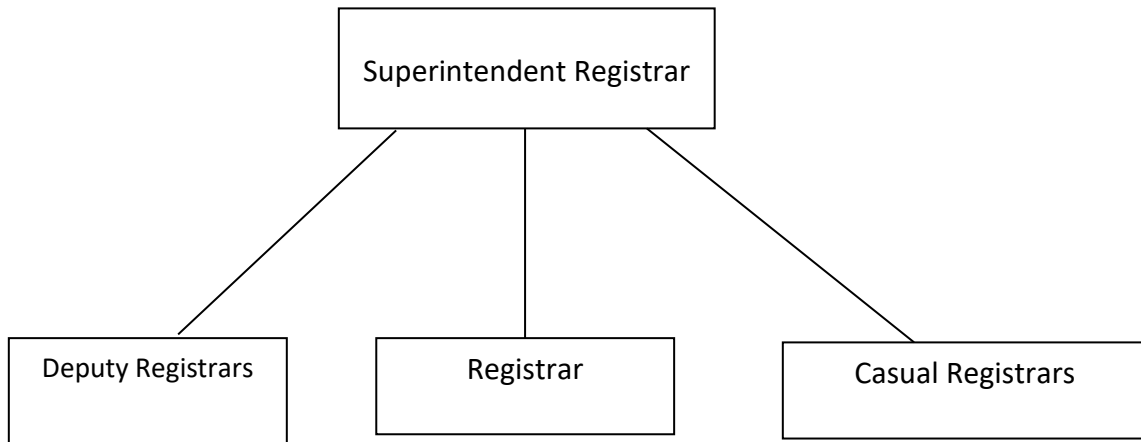 Superintendent Registrar
Deputy Registrars
Registrar
Casual Registrars